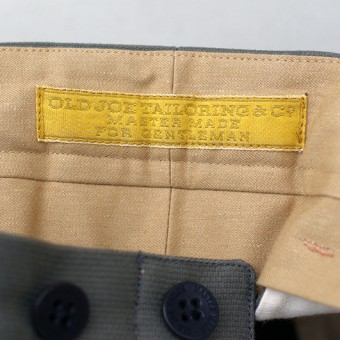 OLD JOE TAILORING & Cº
MASTER MADE
FOR GENTLEMAN